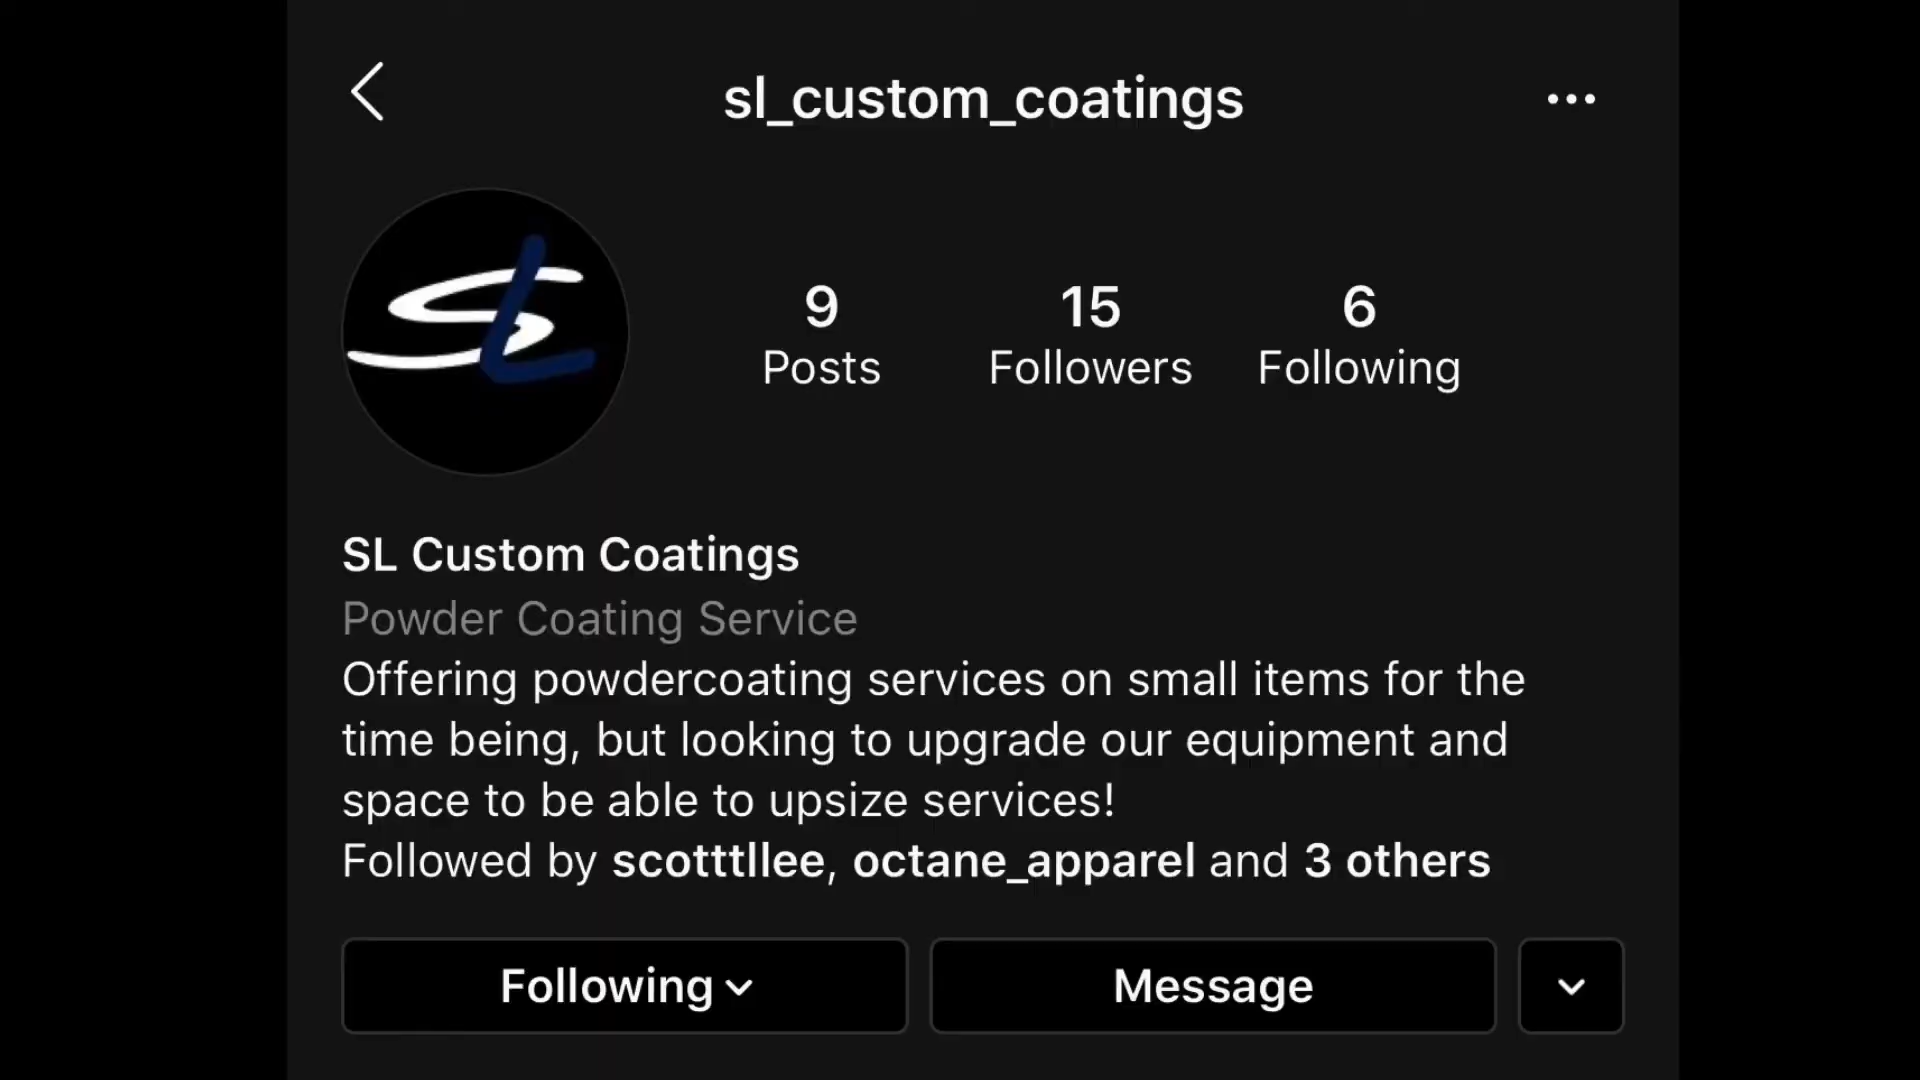 sl_custom_coatings
SL
9
Posts
15
Followers
6
Following
SL Custom Coatings
Powder Coating Service
Offering powdercoating services on small items for the
time being, but looking to upgrade our equipment and
space to be able to upsize services!
Followed by scotttllee, octane_apparel and 3 others
Following
Message